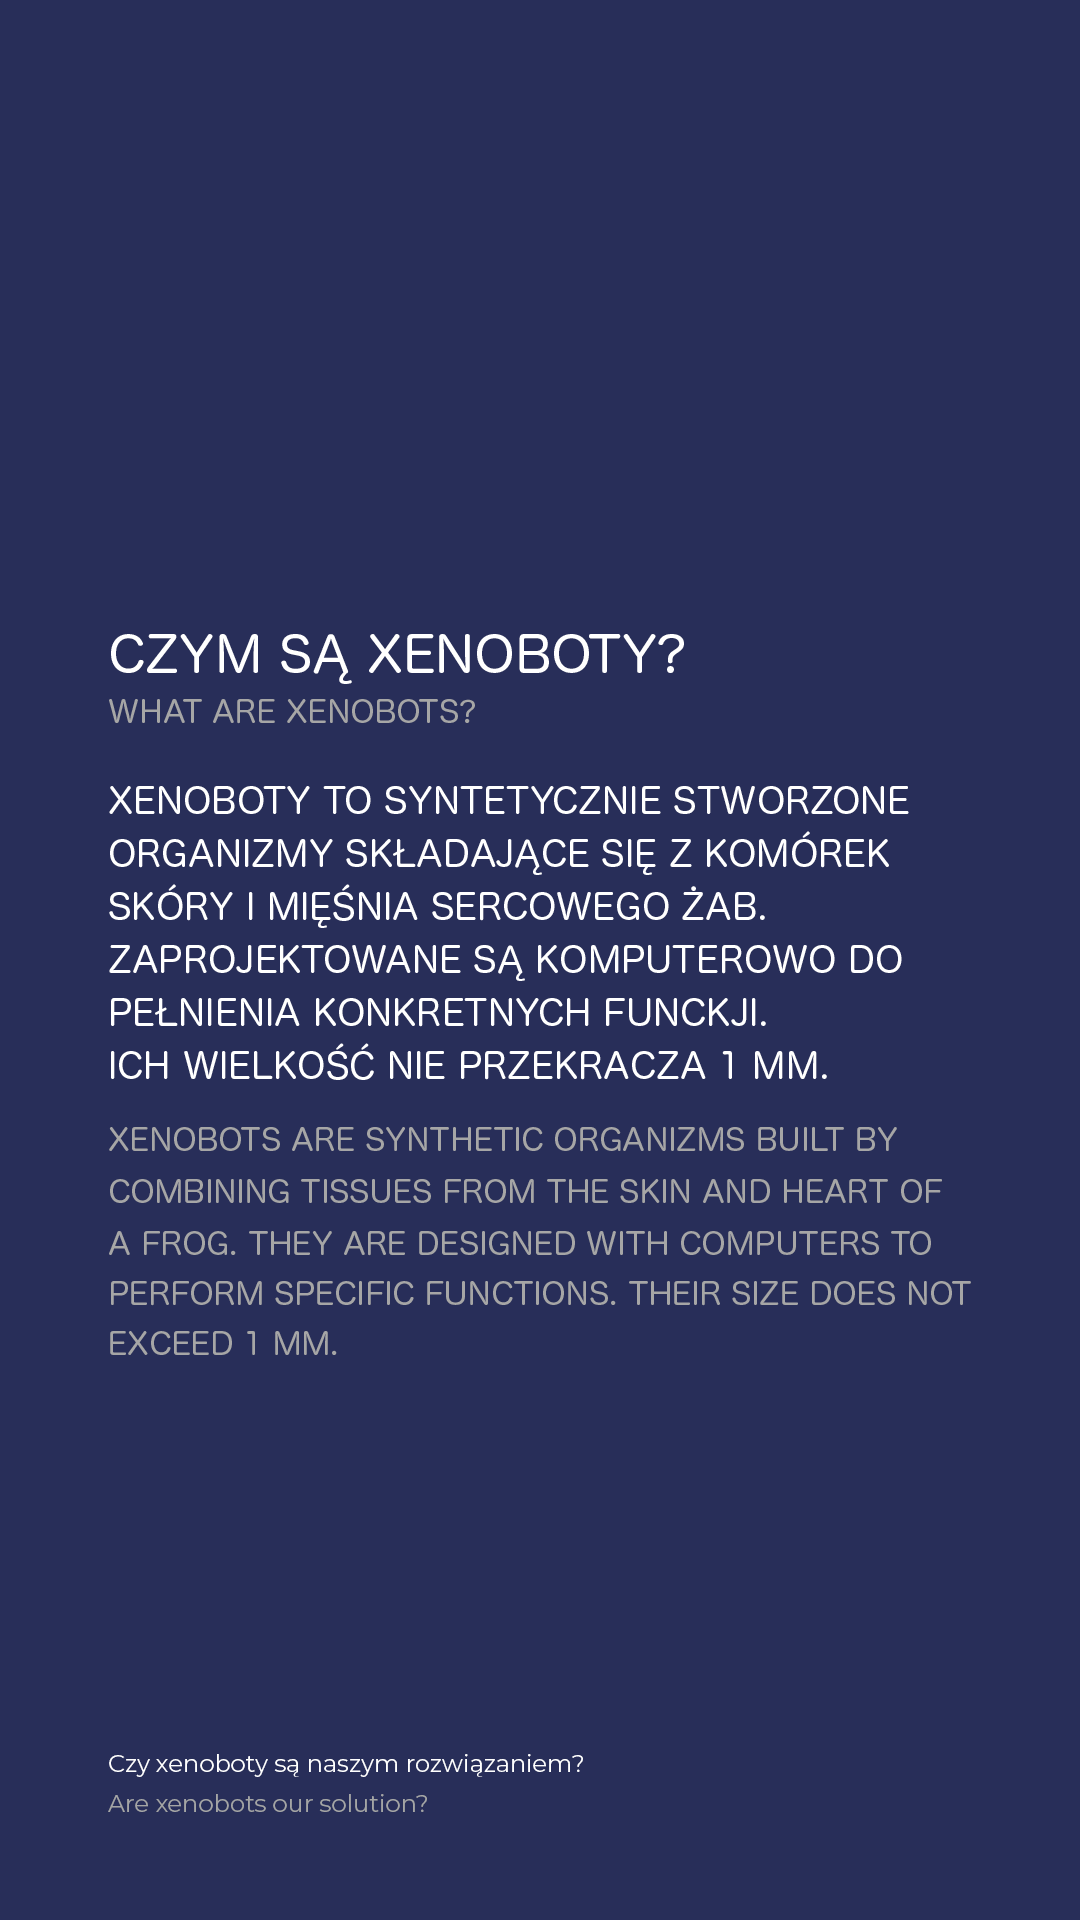 CZYM SĄ XENOBOTY?
WHAT ARE XENOBOTS?
XENOBOTY TO SYNTETYCZNIE STWORZONE
ORGANIZMY SKŁADAJĄCE SIĘ Z KOMÓREK
SKÓRY I MIĘŚNIA SERCOWEGO ŻAB.
ZAPROJEKTOWANE SĄ KOMPUTEROWO DO
PEŁNIENIA KONKRETNYCH FUNCKJI.
ICH WIELKOŚĆ NIE PRZEKRACZA 1 MM.
XENOBOTS ARE SYNTHETIC ORGANIZMS BUILT BY
COMBINING TISSUES FROM THE SKIN AND HEART OF
A FROG. THEY ARE DESIGNED WITH COMPUTERS TO
PERFORM SPECIFIC FUNCTIONS. THEIR SIZE DOES NOT
EXCEED 1 MM.
Czy xenoboty są naszym rozwiązaniem?
Are xenobots our solution?